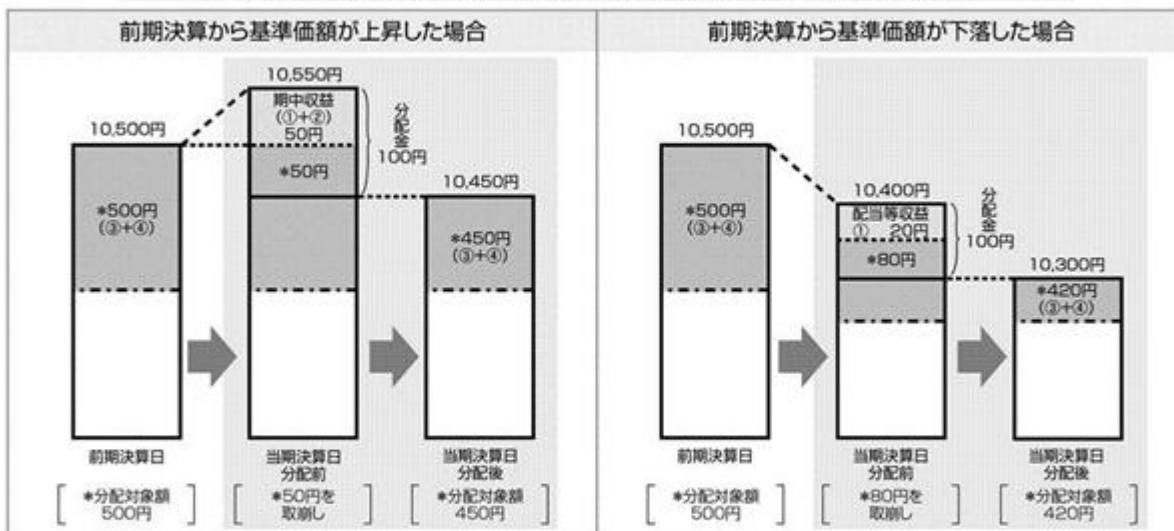 前期決算から基準価額が上昇した場合
10,500円
*500円
(③+④)
10,550円
期中収益
(①+②)
50円
*50円
分配金
100円
10,450円
*450円
(③+④)
前期決算日
当期決算日
分配前
当期決算日
分配後
*分配対象額
500円
*50円を
取崩し
*分配対象額
450円
前期決算から基準価額が下落した場合
10,500円
*500円
(③+④)
10,400円
配当等収益
① 20円
*80円
分配金
100円
10,300円
*420円
(③+④)
前期決算日
当期決算日
分配前
当期決算日
分配後
*分配対象額
500円
*80円を
取崩し
*分配対象額
420円